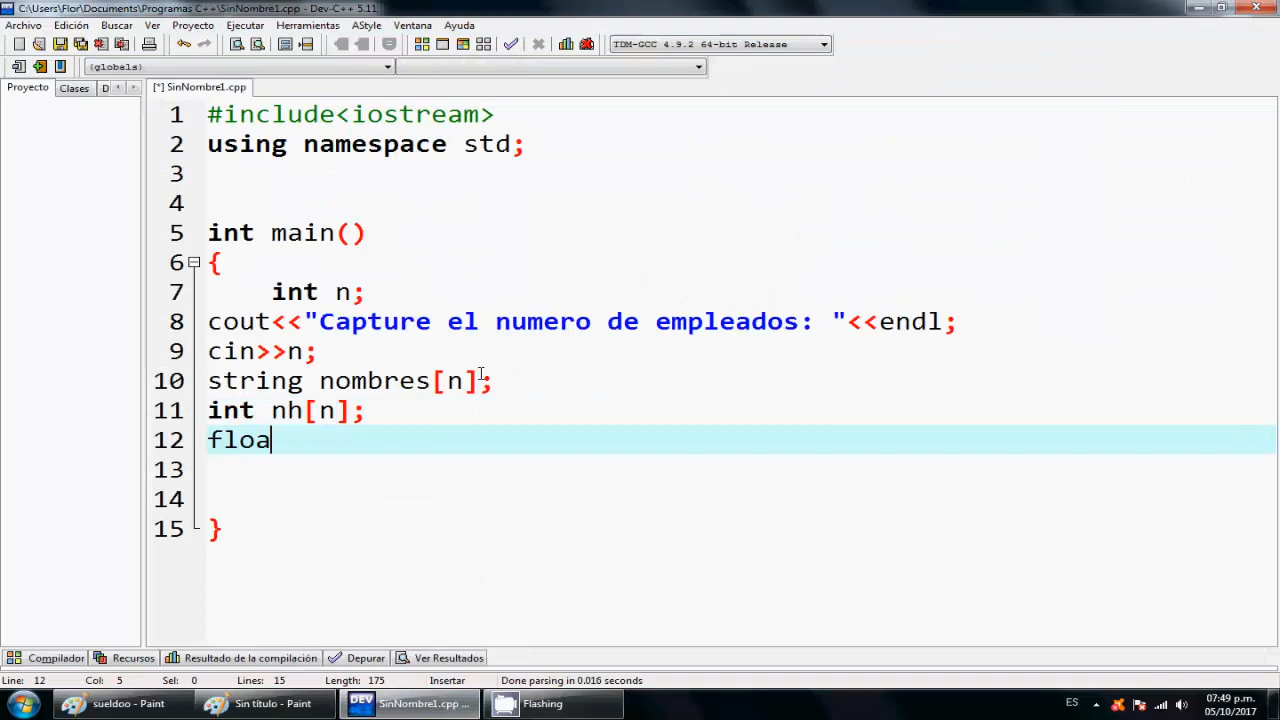 C:\Users\Flor\Documents\Programas C++\SinNombre1.cpp - Dev-C++ 5.11
Archivo Edición Buscar Ver Proyecto Ejecutar Herramientas AStyle Ventana Ayuda
TDM-GCC 4.9.2 64-bit Release
(globals)
Proyecto Clases D [*] SinNombre1.cpp
1 #include<iostream>
2 using namespace std;
3
4
5 int main()
6 {
7 int n;
8 cout<<"Capture el numero de empleados: "<<endl;
9 cin>>n;
10 string nombres[n];
11 int nh[n];
12 floa
13
14
15 }
Compilador Recursos Resultado de la compilación Depurar Ver Resultados
Line: 12 Col: 5 Sel: 0 Lines: 15 Length: 175 Insertar Done parsing in 0.016 seconds
sueldoo - Paint Sin título - Paint DEV SinNombre1.cpp - ... Flashing ES 07:49 p.m.
05/10/2017